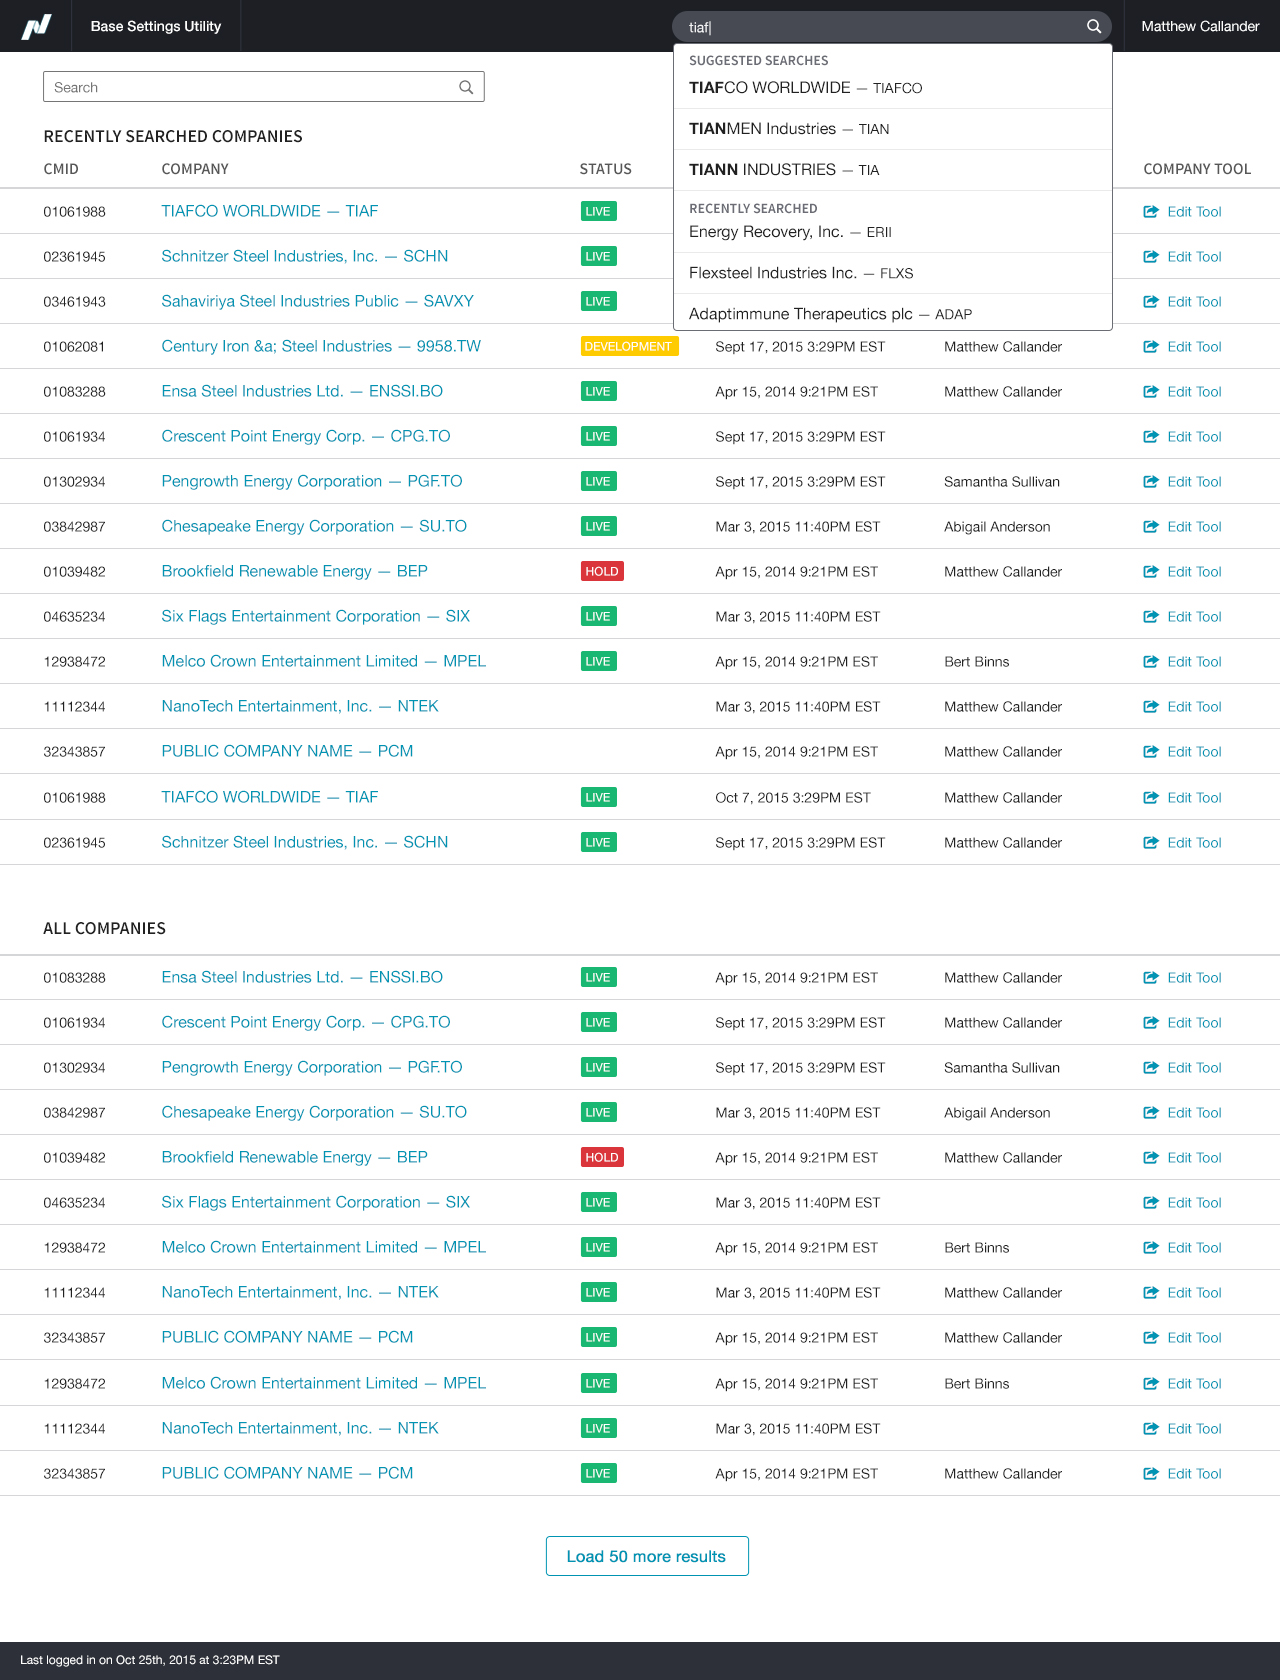 Base Settings Utility
tiaf
Matthew Callander
Search
SUGGESTED SEARCHES
TIAFCO WORLDWIDE — TIAFCO
TIANMEN Industries — TIAN
TIANN INDUSTRIES — TIA
RECENTLY SEARCHED
Energy Recovery, Inc. — ERII
Flexsteel Industries Inc. — FLXS
Adaptimmune Therapeutics plc — ADAP
RECENTLY SEARCHED COMPANIES
CMID COMPANY STATUS COMPANY TOOL
01061988 TIAFCO WORLDWIDE — TIAF LIVE Edit Tool
02361945 Schnitzer Steel Industries, Inc. — SCHN LIVE Edit Tool
03461943 Sahaviriya Steel Industries Public — SAVXY LIVE Edit Tool
01062081 Century Iron &a; Steel Industries — 9958.TW DEVELOPMENT Sept 17, 2015 3:29PM EST Matthew Callander Edit Tool
01083288 Ensa Steel Industries Ltd. — ENSSI.BO LIVE Apr 15, 2014 9:21PM EST Matthew Callander Edit Tool
01061934 Crescent Point Energy Corp. — CPG.TO LIVE Sept 17, 2015 3:29PM EST Edit Tool
01302934 Pengrowth Energy Corporation — PGF.TO LIVE Sept 17, 2015 3:29PM EST Samantha Sullivan Edit Tool
03842987 Chesapeake Energy Corporation — SU.TO LIVE Mar 3, 2015 11:40PM EST Abigail Anderson Edit Tool
01039482 Brookfield Renewable Energy — BEP HOLD Apr 15, 2014 9:21PM EST Matthew Callander Edit Tool
04635234 Six Flags Entertainment Corporation — SIX LIVE Mar 3, 2015 11:40PM EST Edit Tool
12938472 Melco Crown Entertainment Limited — MPEL LIVE Apr 15, 2014 9:21PM EST Bert Binns Edit Tool
11112344 NanoTech Entertainment, Inc. — NTEK Mar 3, 2015 11:40PM EST Matthew Callander Edit Tool
32343857 PUBLIC COMPANY NAME — PCM Apr 15, 2014 9:21PM EST Matthew Callander Edit Tool
01061988 TIAFCO WORLDWIDE — TIAF LIVE Oct 7, 2015 3:29PM EST Matthew Callander Edit Tool
02361945 Schnitzer Steel Industries, Inc. — SCHN LIVE Sept 17, 2015 3:29PM EST Matthew Callander Edit Tool
ALL COMPANIES
01083288 Ensa Steel Industries Ltd. — ENSSI.BO LIVE Apr 15, 2014 9:21PM EST Matthew Callander Edit Tool
01061934 Crescent Point Energy Corp. — CPG.TO LIVE Sept 17, 2015 3:29PM EST Matthew Callander Edit Tool
01302934 Pengrowth Energy Corporation — PGF.TO LIVE Sept 17, 2015 3:29PM EST Samantha Sullivan Edit Tool
03842987 Chesapeake Energy Corporation — SU.TO LIVE Mar 3, 2015 11:40PM EST Abigail Anderson Edit Tool
01039482 Brookfield Renewable Energy — BEP HOLD Apr 15, 2014 9:21PM EST Matthew Callander Edit Tool
04635234 Six Flags Entertainment Corporation — SIX LIVE Mar 3, 2015 11:40PM EST Edit Tool
12938472 Melco Crown Entertainment Limited — MPEL LIVE Apr 15, 2014 9:21PM EST Bert Binns Edit Tool
11112344 NanoTech Entertainment, Inc. — NTEK LIVE Mar 3, 2015 11:40PM EST Matthew Callander Edit Tool
32343857 PUBLIC COMPANY NAME — PCM LIVE Apr 15, 2014 9:21PM EST Matthew Callander Edit Tool
12938472 Melco Crown Entertainment Limited — MPEL LIVE Apr 15, 2014 9:21PM EST Bert Binns Edit Tool
11112344 NanoTech Entertainment, Inc. — NTEK LIVE Mar 3, 2015 11:40PM EST Edit Tool
32343857 PUBLIC COMPANY NAME — PCM LIVE Apr 15, 2014 9:21PM EST Matthew Callander Edit Tool
Load 50 more results
Last logged in on Oct 25th, 2015 at 3:23PM EST